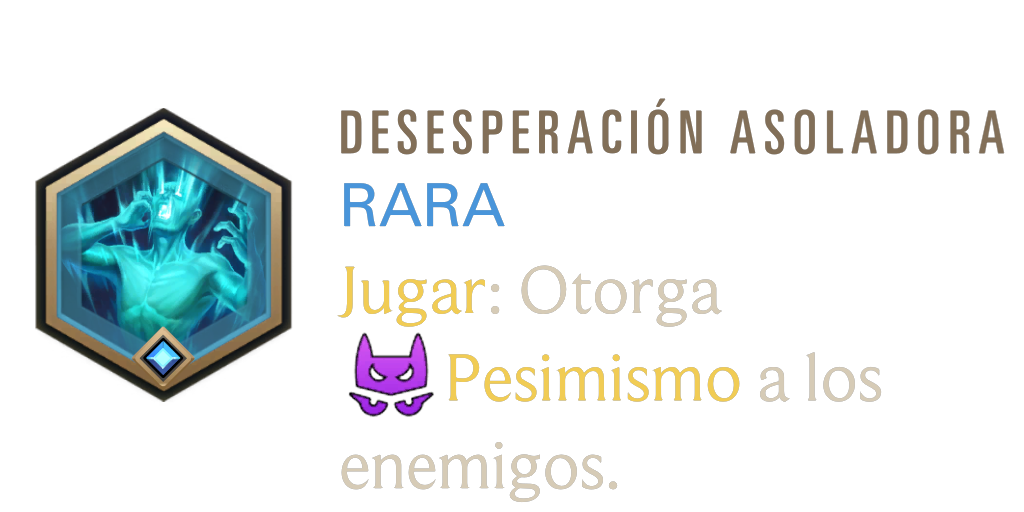 DESESPERACIÓN ASOLADORA
RARA
Jugar: Otorga
Pesimismo a los
enemigos.